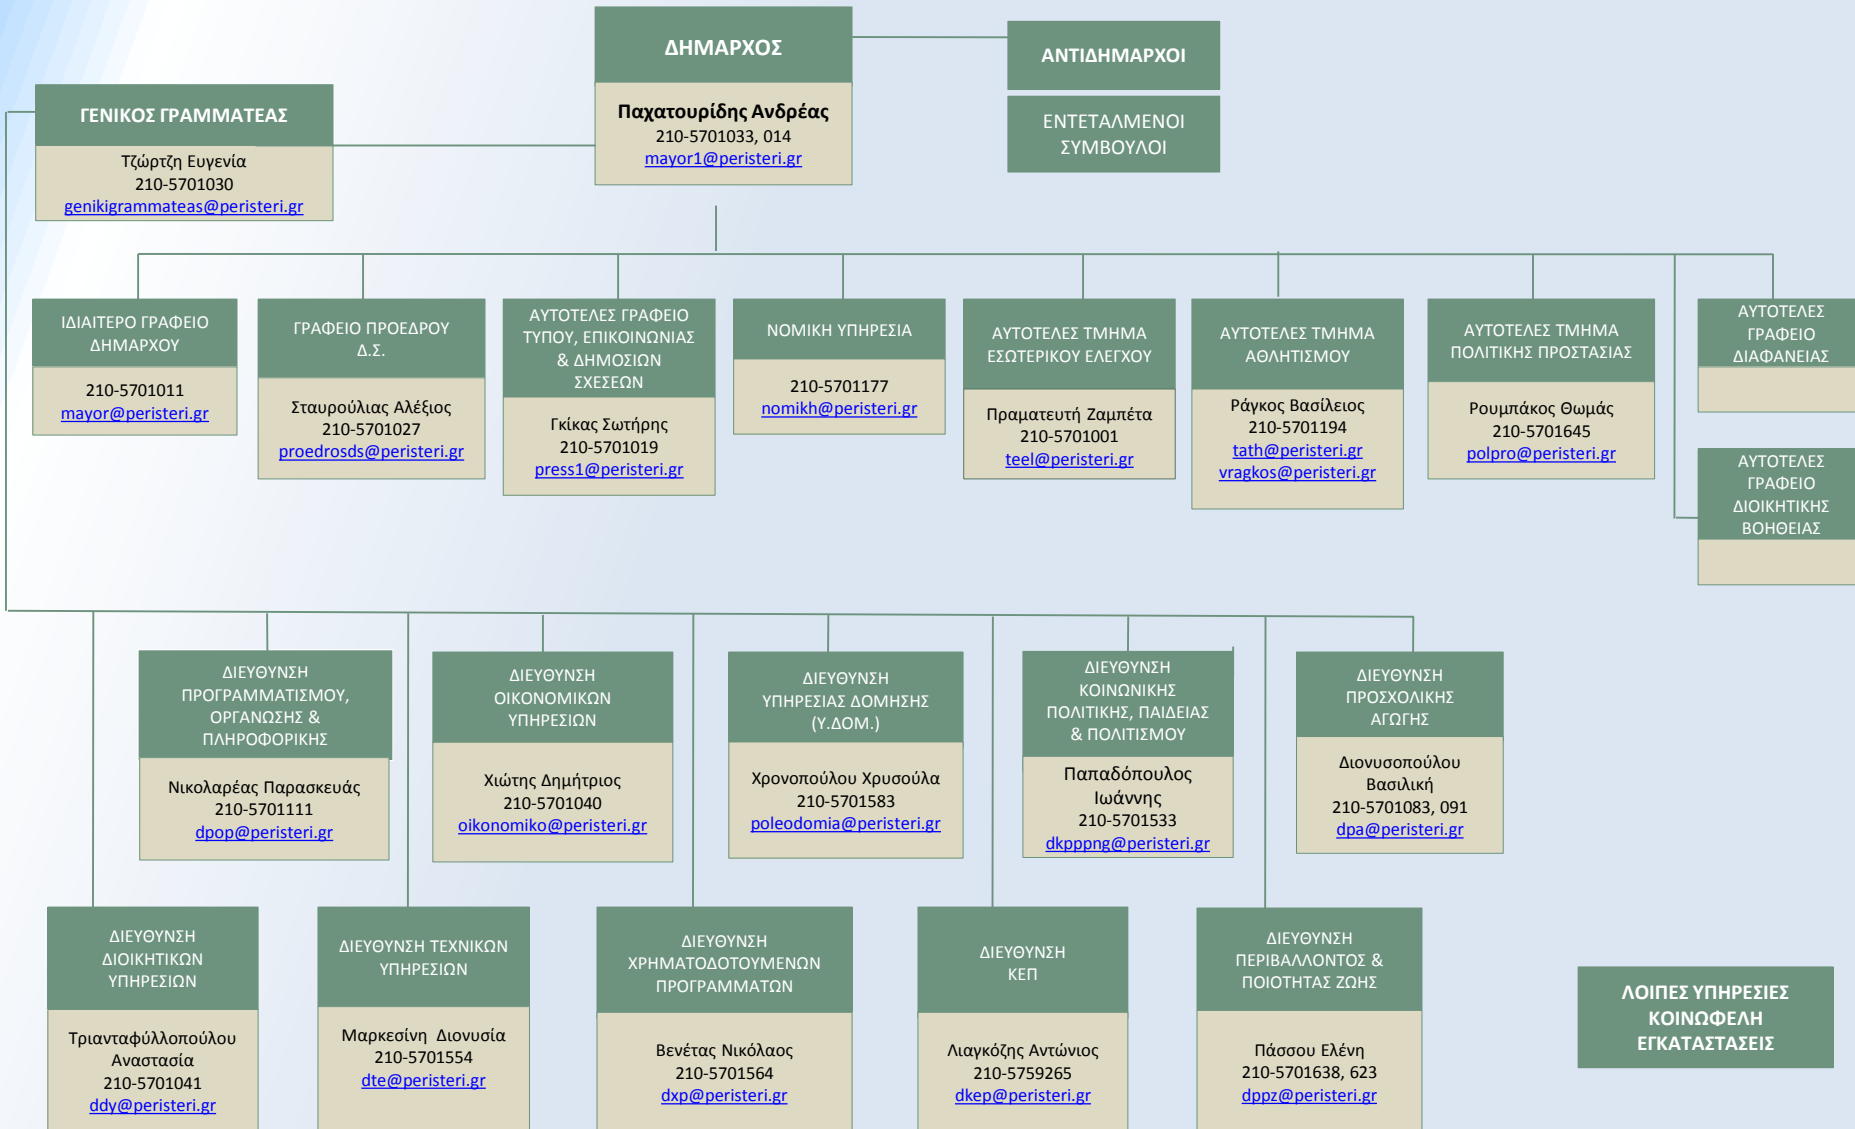 ΔΗΜΑΡΧΟΣ
Παχατουρίδης Ανδρέας
210-5701033, 014
mayor1@peristeri.gr
ΑΝΤΙΔΗΜΑΡΧΟΙ
ΕΝΤΕΤΑΛΜΕΝΟΙ
ΣΥΜΒΟΥΛΟΙ
ΓΕΝΙΚΟΣ ΓΡΑΜΜΑΤΕΑΣ
Τζώρτζη Ευγενία
210-5701030
genikigrammateas@peristeri.gr
ΙΔΙΑΙΤΕΡΟ ΓΡΑΦΕΙΟ
ΔΗΜΑΡΧΟΥ
210-5701011
mayor@peristeri.gr
ΓΡΑΦΕΙΟ ΠΡΟΕΔΡΟΥ
Δ.Σ.
Σταυρούλιας Αλέξιος
210-5701027
proedrosds@peristeri.gr
ΑΥΤΟΤΕΛΕΣ ΓΡΑΦΕΙΟ
ΤΥΠΟΥ, ΕΠΙΚΟΙΝΩΝΙΑΣ
& ΔΗΜΟΣΙΩΝ
ΣΧΕΣΕΩΝ
Γκίκας Σωτήρης
210-5701019
press1@peristeri.gr
ΝΟΜΙΚΗ ΥΠΗΡΕΣΙΑ
210-5701177
nomikh@peristeri.gr
ΑΥΤΟΤΕΛΕΣ ΤΜΗΜΑ
ΕΣΩΤΕΡΙΚΟΥ ΕΛΕΓΧΟΥ
Πραματευτή Ζαμπέτα
210-5701001
teel@peristeri.gr
ΑΥΤΟΤΕΛΕΣ ΤΜΗΜΑ
ΑΘΛΗΤΙΣΜΟΥ
Ράγκος Βασίλειος
210-5701194
tath@peristeri.gr
vragkos@peristeri.gr
ΑΥΤΟΤΕΛΕΣ ΤΜΗΜΑ
ΠΟΛΙΤΙΚΗΣ ΠΡΟΣΤΑΣΙΑΣ
Ρουμπάκος Θωμάς
210-5701645
polpro@peristeri.gr
ΑΥΤΟΤΕΛΕΣ
ΓΡΑΦΕΙΟ
ΔΙΑΦΑΝΕΙΑΣ
ΑΥΤΟΤΕΛΕΣ
ΓΡΑΦΕΙΟ
ΔΙΟΙΚΗΤΙΚΗΣ
ΒΟΗΘΕΙΑΣ
ΔΙΕΥΘΥΝΣΗ
ΠΡΟΓΡΑΜΜΑΤΙΣΜΟΥ,
ΟΡΓΑΝΩΣΗΣ &
ΠΛΗΡΟΦΟΡΙΚΗΣ
Νικολαρέας Παρασκευάς
210-5701111
dpop@peristeri.gr
ΔΙΕΥΘΥΝΣΗ
ΟΙΚΟΝΟΜΙΚΩΝ
ΥΠΗΡΕΣΙΩΝ
Χιώτης Δημήτριος
210-5701040
oikonomiko@peristeri.gr
ΔΙΕΥΘΥΝΣΗ
ΥΠΗΡΕΣΙΑΣ ΔΟΜΗΣΗΣ
(Υ.ΔΟΜ.)
Χρονοπούλου Χρυσούλα
210-5701583
poleodomia@peristeri.gr
ΔΙΕΥΘΥΝΣΗ
ΚΟΙΝΩΝΙΚΗΣ
ΠΟΛΙΤΙΚΗΣ, ΠΑΙΔΕΙΑΣ
& ΠΟΛΙΤΙΣΜΟΥ
Παπαδόπουλος
Ιωάννης
210-5701533
dkpppng@peristeri.gr
ΔΙΕΥΘΥΝΣΗ
ΠΡΟΣΧΟΛΙΚΗΣ
ΑΓΩΓΗΣ
Διονυσοπούλου
Βασιλική
210-5701083, 091
dpa@peristeri.gr
ΔΙΕΥΘΥΝΣΗ
ΔΙΟΙΚΗΤΙΚΩΝ
ΥΠΗΡΕΣΙΩΝ
Τριανταφύλλοπούλου
Αναστασία
210-5701041
ddy@peristeri.gr
ΔΙΕΥΘΥΝΣΗ ΤΕΧΝΙΚΩΝ
ΥΠΗΡΕΣΙΩΝ
Μαρκεσίνη Διονυσία
210-5701554
dte@peristeri.gr
ΔΙΕΥΘΥΝΣΗ
ΧΡΗΜΑΤΟΔΟΤΟΥΜΕΝΩΝ
ΠΡΟΓΡΑΜΜΑΤΩΝ
Βενέτας Νικόλαος
210-5701564
dxp@peristeri.gr
ΔΙΕΥΘΥΝΣΗ
ΚΕΠ
Λιαγκόζης Αντώνιος
210-5759265
dkep@peristeri.gr
ΔΙΕΥΘΥΝΣΗ
ΠΕΡΙΒΑΛΛΟΝΤΟΣ &
ΠΟΙΟΤΗΤΑΣ ΖΩΗΣ
Πάσσου Ελένη
210-5701638, 623
dppz@peristeri.gr
ΛΟΙΠΕΣ ΥΠΗΡΕΣΙΕΣ
ΚΟΙΝΩΦΕΛΗ
ΕΓΚΑΤΑΣΤΑΣΕΙΣ